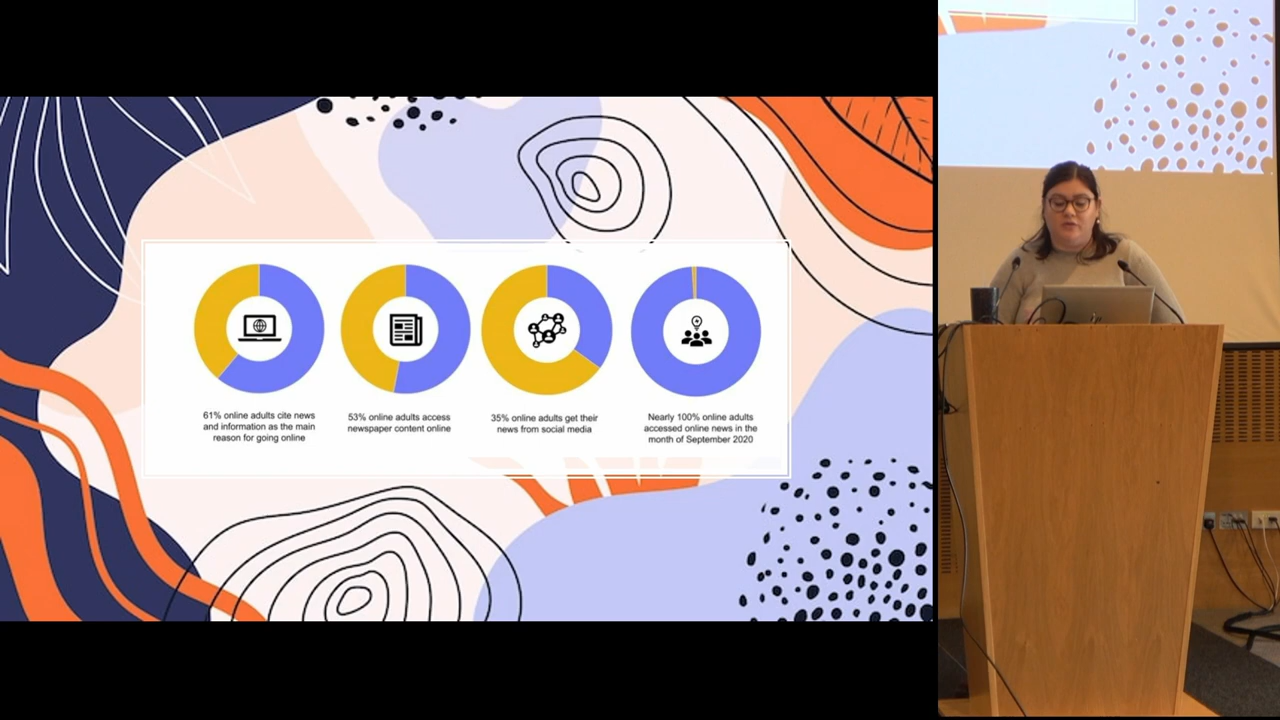 61% online adults cite news
and information as the main
reason for going online
53% online adults access
newspaper content online
35% online adults get their
news from social media
Nearly 100% online adults
accessed online news in the
month of September 2020